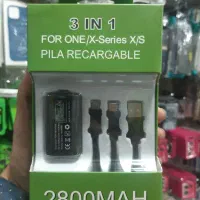 3 IN 1
FOR ONE/X-Series X/S
PILA RECARGABLE
2800MAH